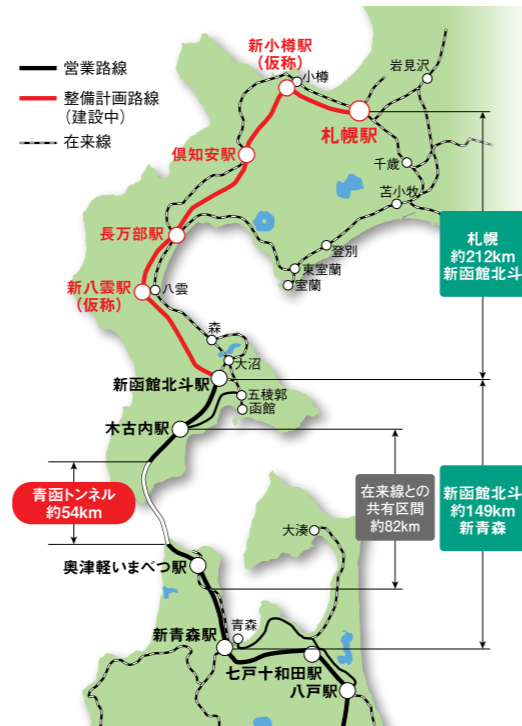 営業路線
整備計画路線
(建設中)
在来線
新小樽駅
(仮称)
小樽
岩見沢
札幌駅
倶知安駅
千歳
苫小牧
長万部駅
登別
東室蘭
室蘭
新八雲駅
(仮称)
八雲
札幌
約212km
新函館北斗
森
大沼
新函館北斗駅
五稜郭
函館
木古内駅
青函トンネル
約54km
在来線との
共有区間
約82km
新函館北斗
約149km
新青森
大湊
奥津軽いまべつ駅
青森
新青森駅
七戸十和田駅
八戸駅